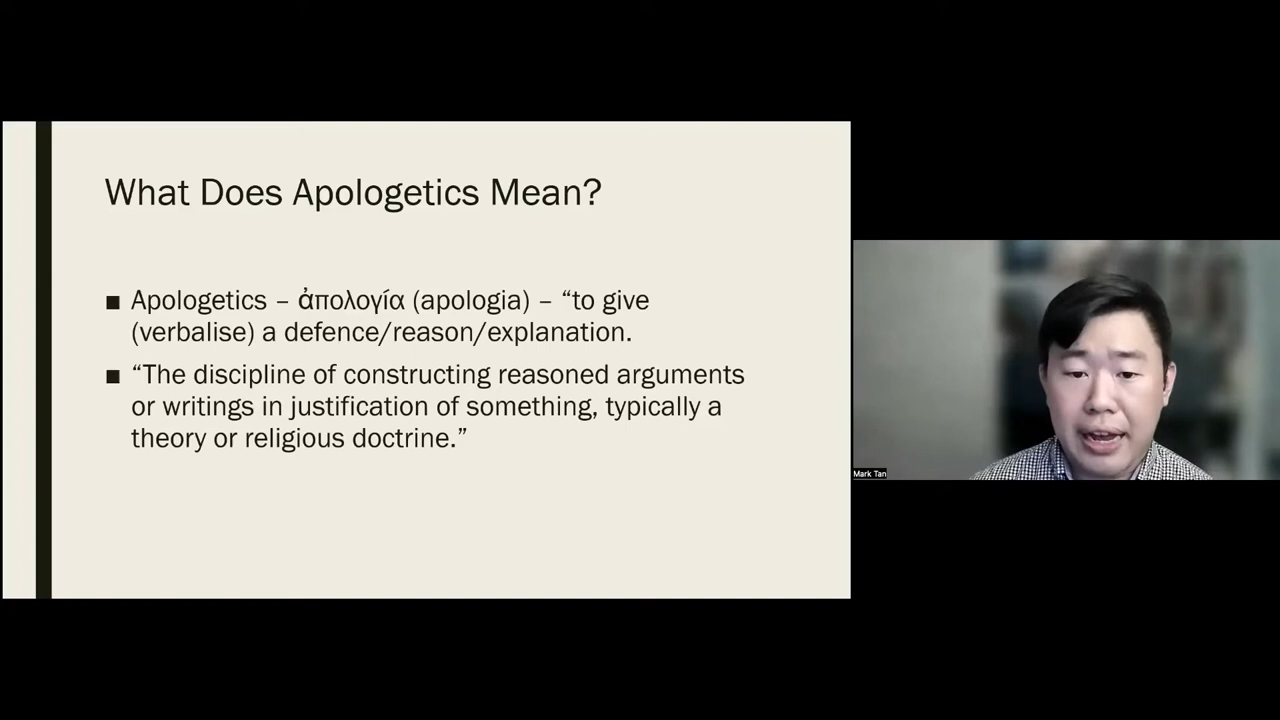 What Does Apologetics Mean?
■ Apologetics – ἀπολογία (apologia) – “to give
(verbalise) a defence/reason/explanation.
■ “The discipline of constructing reasoned arguments
or writings in justification of something, typically a
theory or religious doctrine.”
Mark Tan